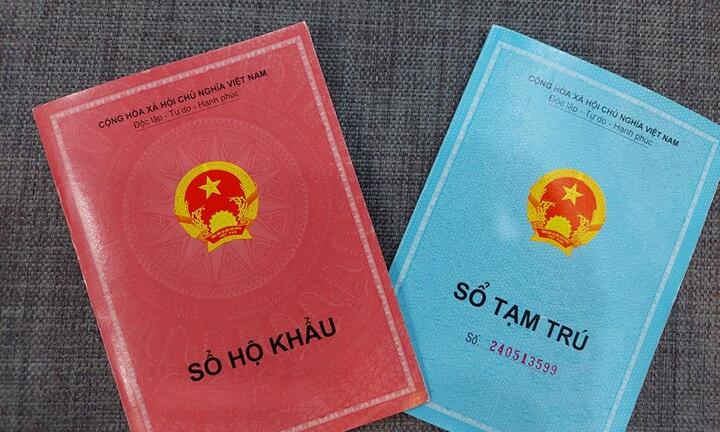 CỘNG HÒA XÃ HỘI CHỦ NGHĨA VIỆT NAM
Độc lập - Tự do - Hạnh phúc
SỔ HỘ KHẨU
CỘNG HÒA XÃ HỘI CHỦ NGHĨA VIỆT NAM
Độc lập - Tự do - Hạnh phúc
SỔ TẠM TRÚ
Số: 240513599